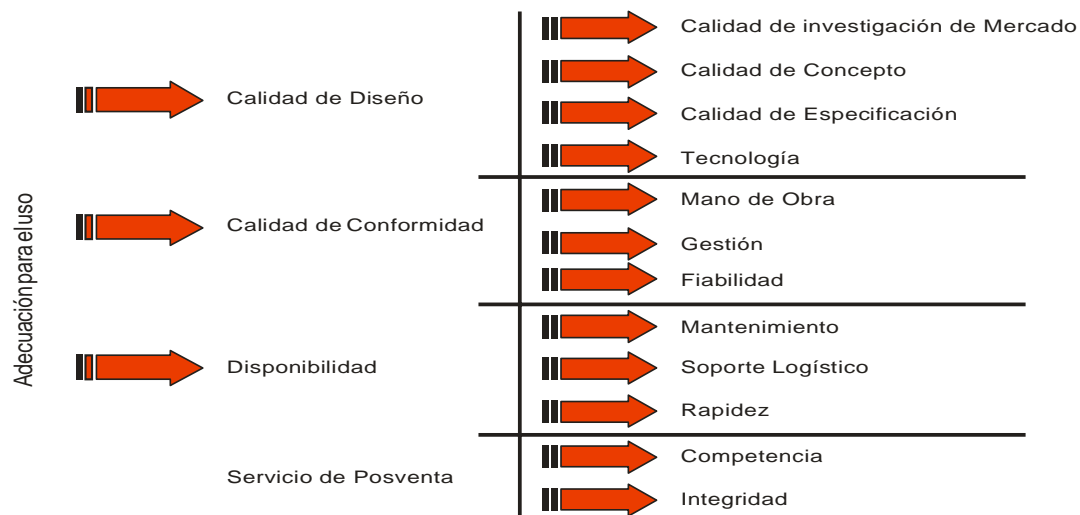 Adecuación para el uso
Calidad de Diseño
Calidad de investigación de Mercado
Calidad de Concepto
Calidad de Especificación
Tecnología
Calidad de Conformidad
Mano de Obra
Gestión
Fiabilidad
Disponibilidad
Mantenimiento
Soporte Logístico
Rapidez
Servicio de Posventa
Competencia
Integridad